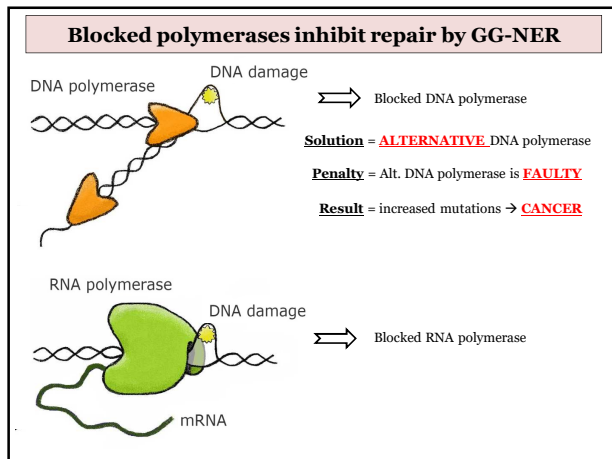 Blocked polymerases inhibit repair by GG-NER
DNA polymerase
DNA damage
Blocked DNA polymerase
Solution = ALTERNATIVE DNA polymerase
Penalty = Alt. DNA polymerase is FAULTY
Result = increased mutations → CANCER
RNA polymerase
DNA damage
Blocked RNA polymerase
mRNA
.